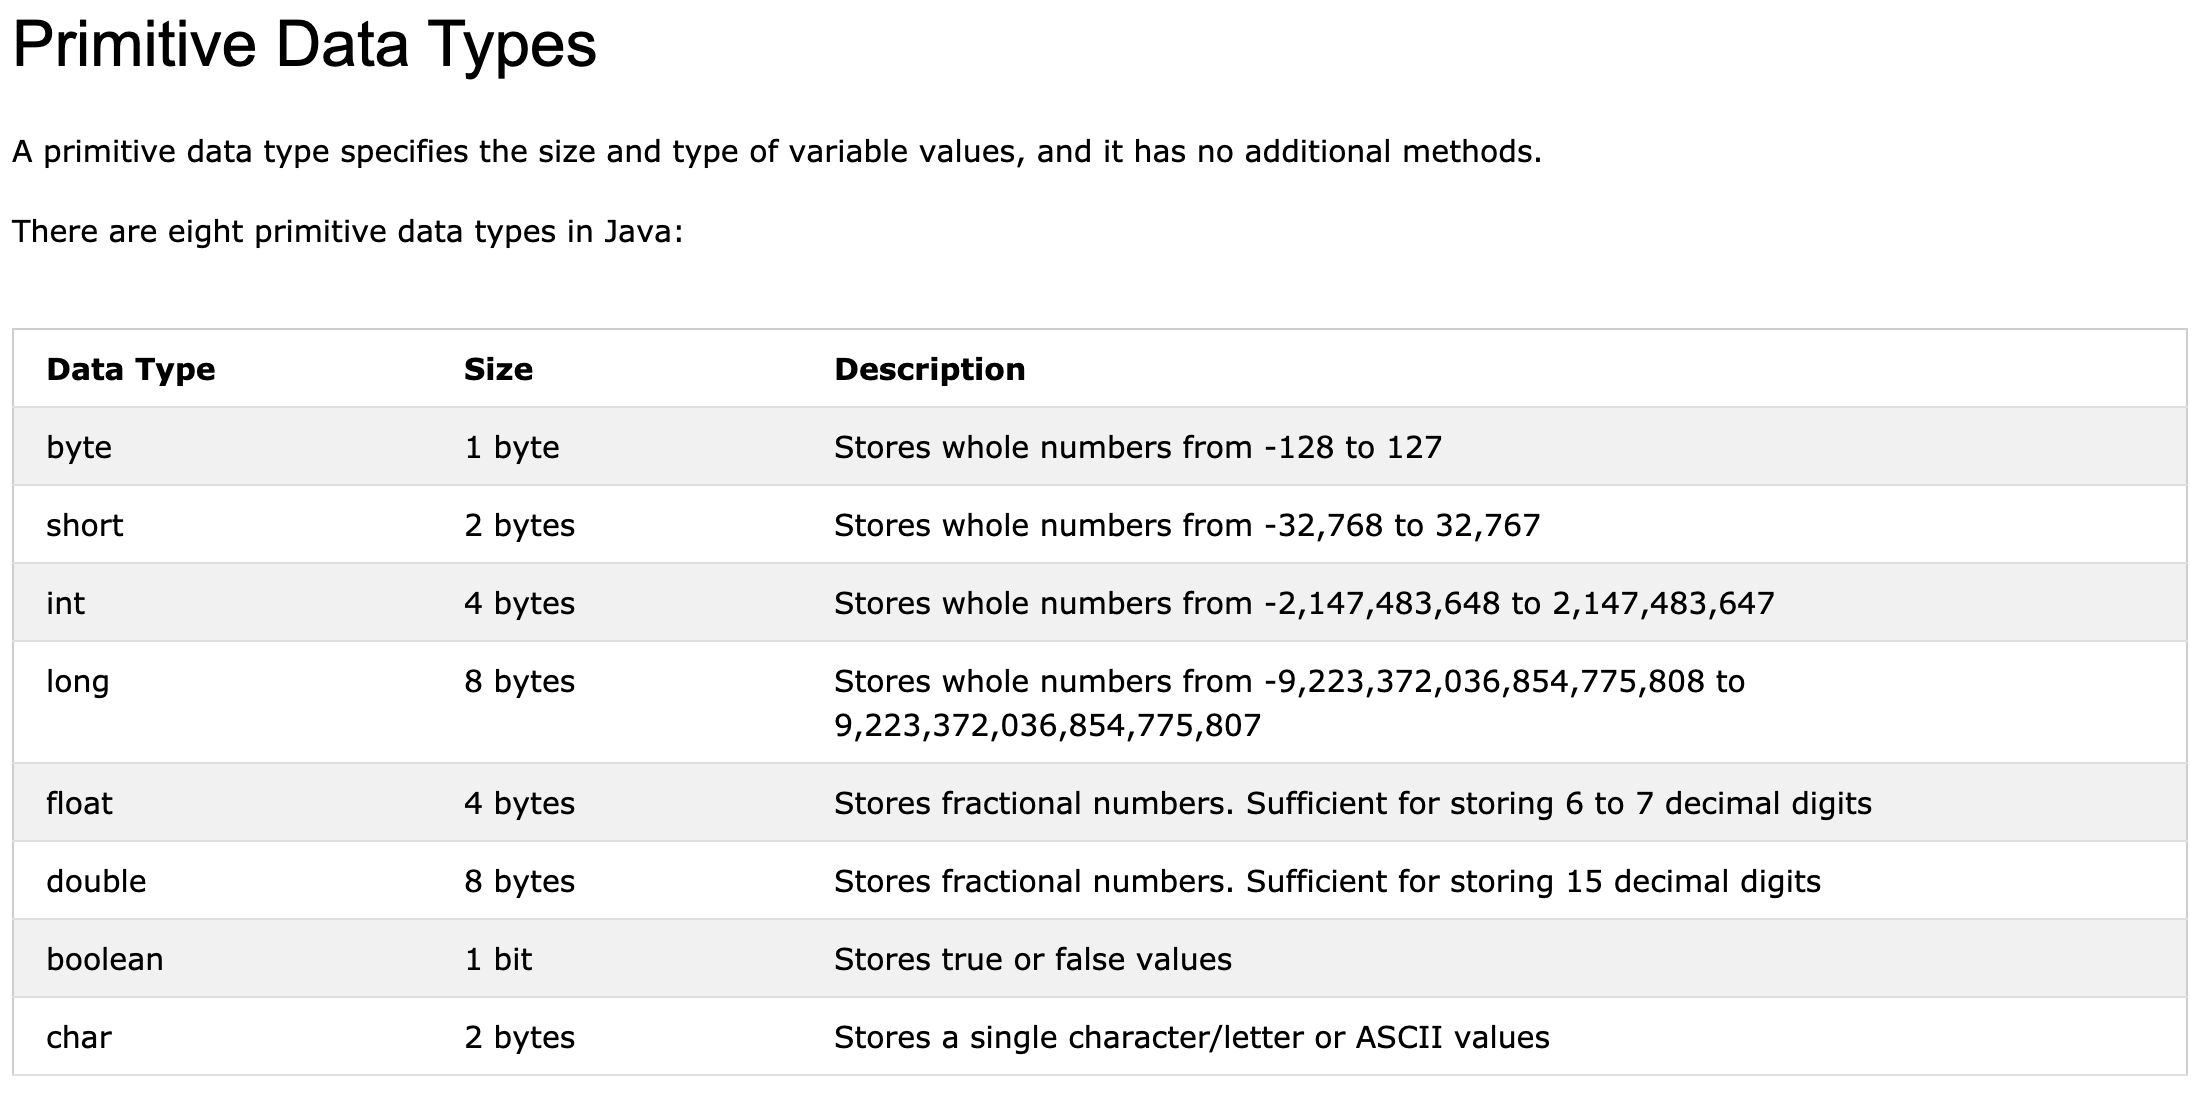 Primitive Data Types
A primitive data type specifies the size and type of variable values, and it has no additional methods.
There are eight primitive data types in Java:
Data Type Size Description
byte 1 byte Stores whole numbers from -128 to 127
short 2 bytes Stores whole numbers from -32,768 to 32,767
int 4 bytes Stores whole numbers from -2,147,483,648 to 2,147,483,647
long 8 bytes Stores whole numbers from -9,223,372,036,854,775,808 to
9,223,372,036,854,775,807
float 4 bytes Stores fractional numbers. Sufficient for storing 6 to 7 decimal digits
double 8 bytes Stores fractional numbers. Sufficient for storing 15 decimal digits
boolean 1 bit Stores true or false values
char 2 bytes Stores a single character/letter or ASCII values